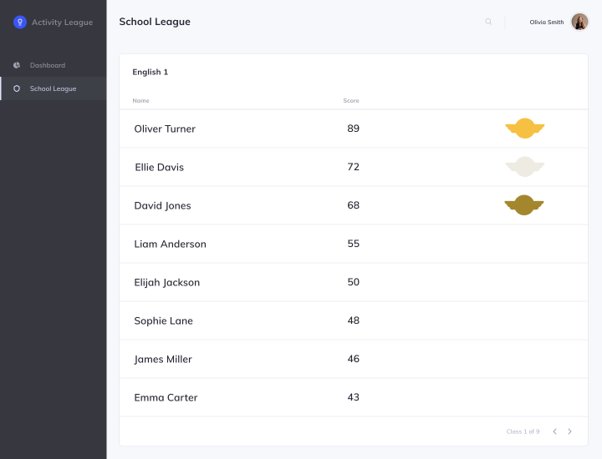 Activity League
School League
Olivia Smith
Dashboard
School League
English 1
Name Score
Oliver Turner 89
Ellie Davis 72
David Jones 68
Liam Anderson 55
Elijah Jackson 50
Sophie Lane 48
James Miller 46
Emma Carter 43
Class 1 of 9